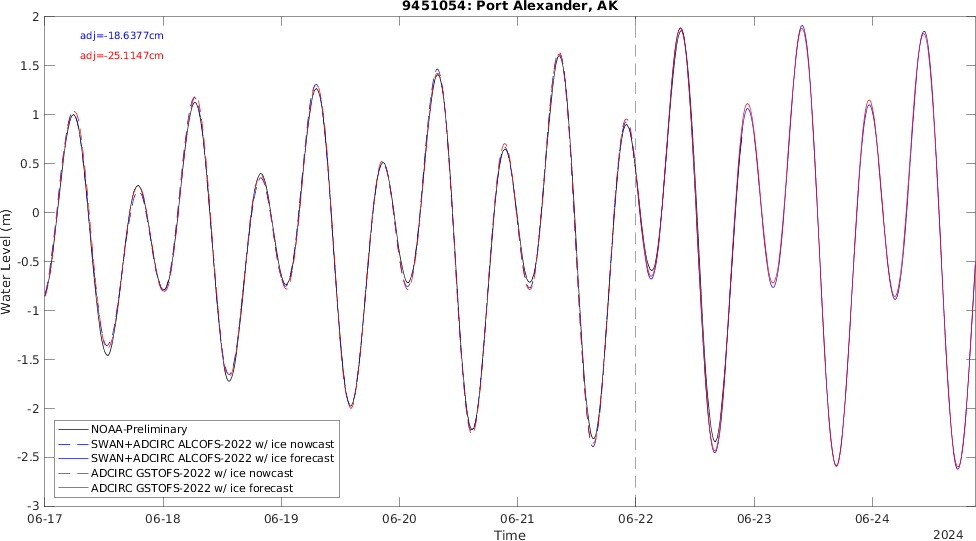 9451054: Port Alexander, AK
adj=-18.6377cm
adj=-25.1147cm
2
1.5
1
0.5
0
-0.5
-1
-1.5
-2
-2.5
-3
Water Level (m)
NOAA-Preliminary
SWAN+ADCIRC ALCOFS-2022 w/ ice nowcast
SWAN+ADCIRC ALCOFS-2022 w/ ice forecast
ADCIRC GSTOFS-2022 w/ ice nowcast
ADCIRC GSTOFS-2022 w/ ice forecast
06-17 06-18 06-19 06-20 06-21 06-22 06-23 06-24
Time
2024